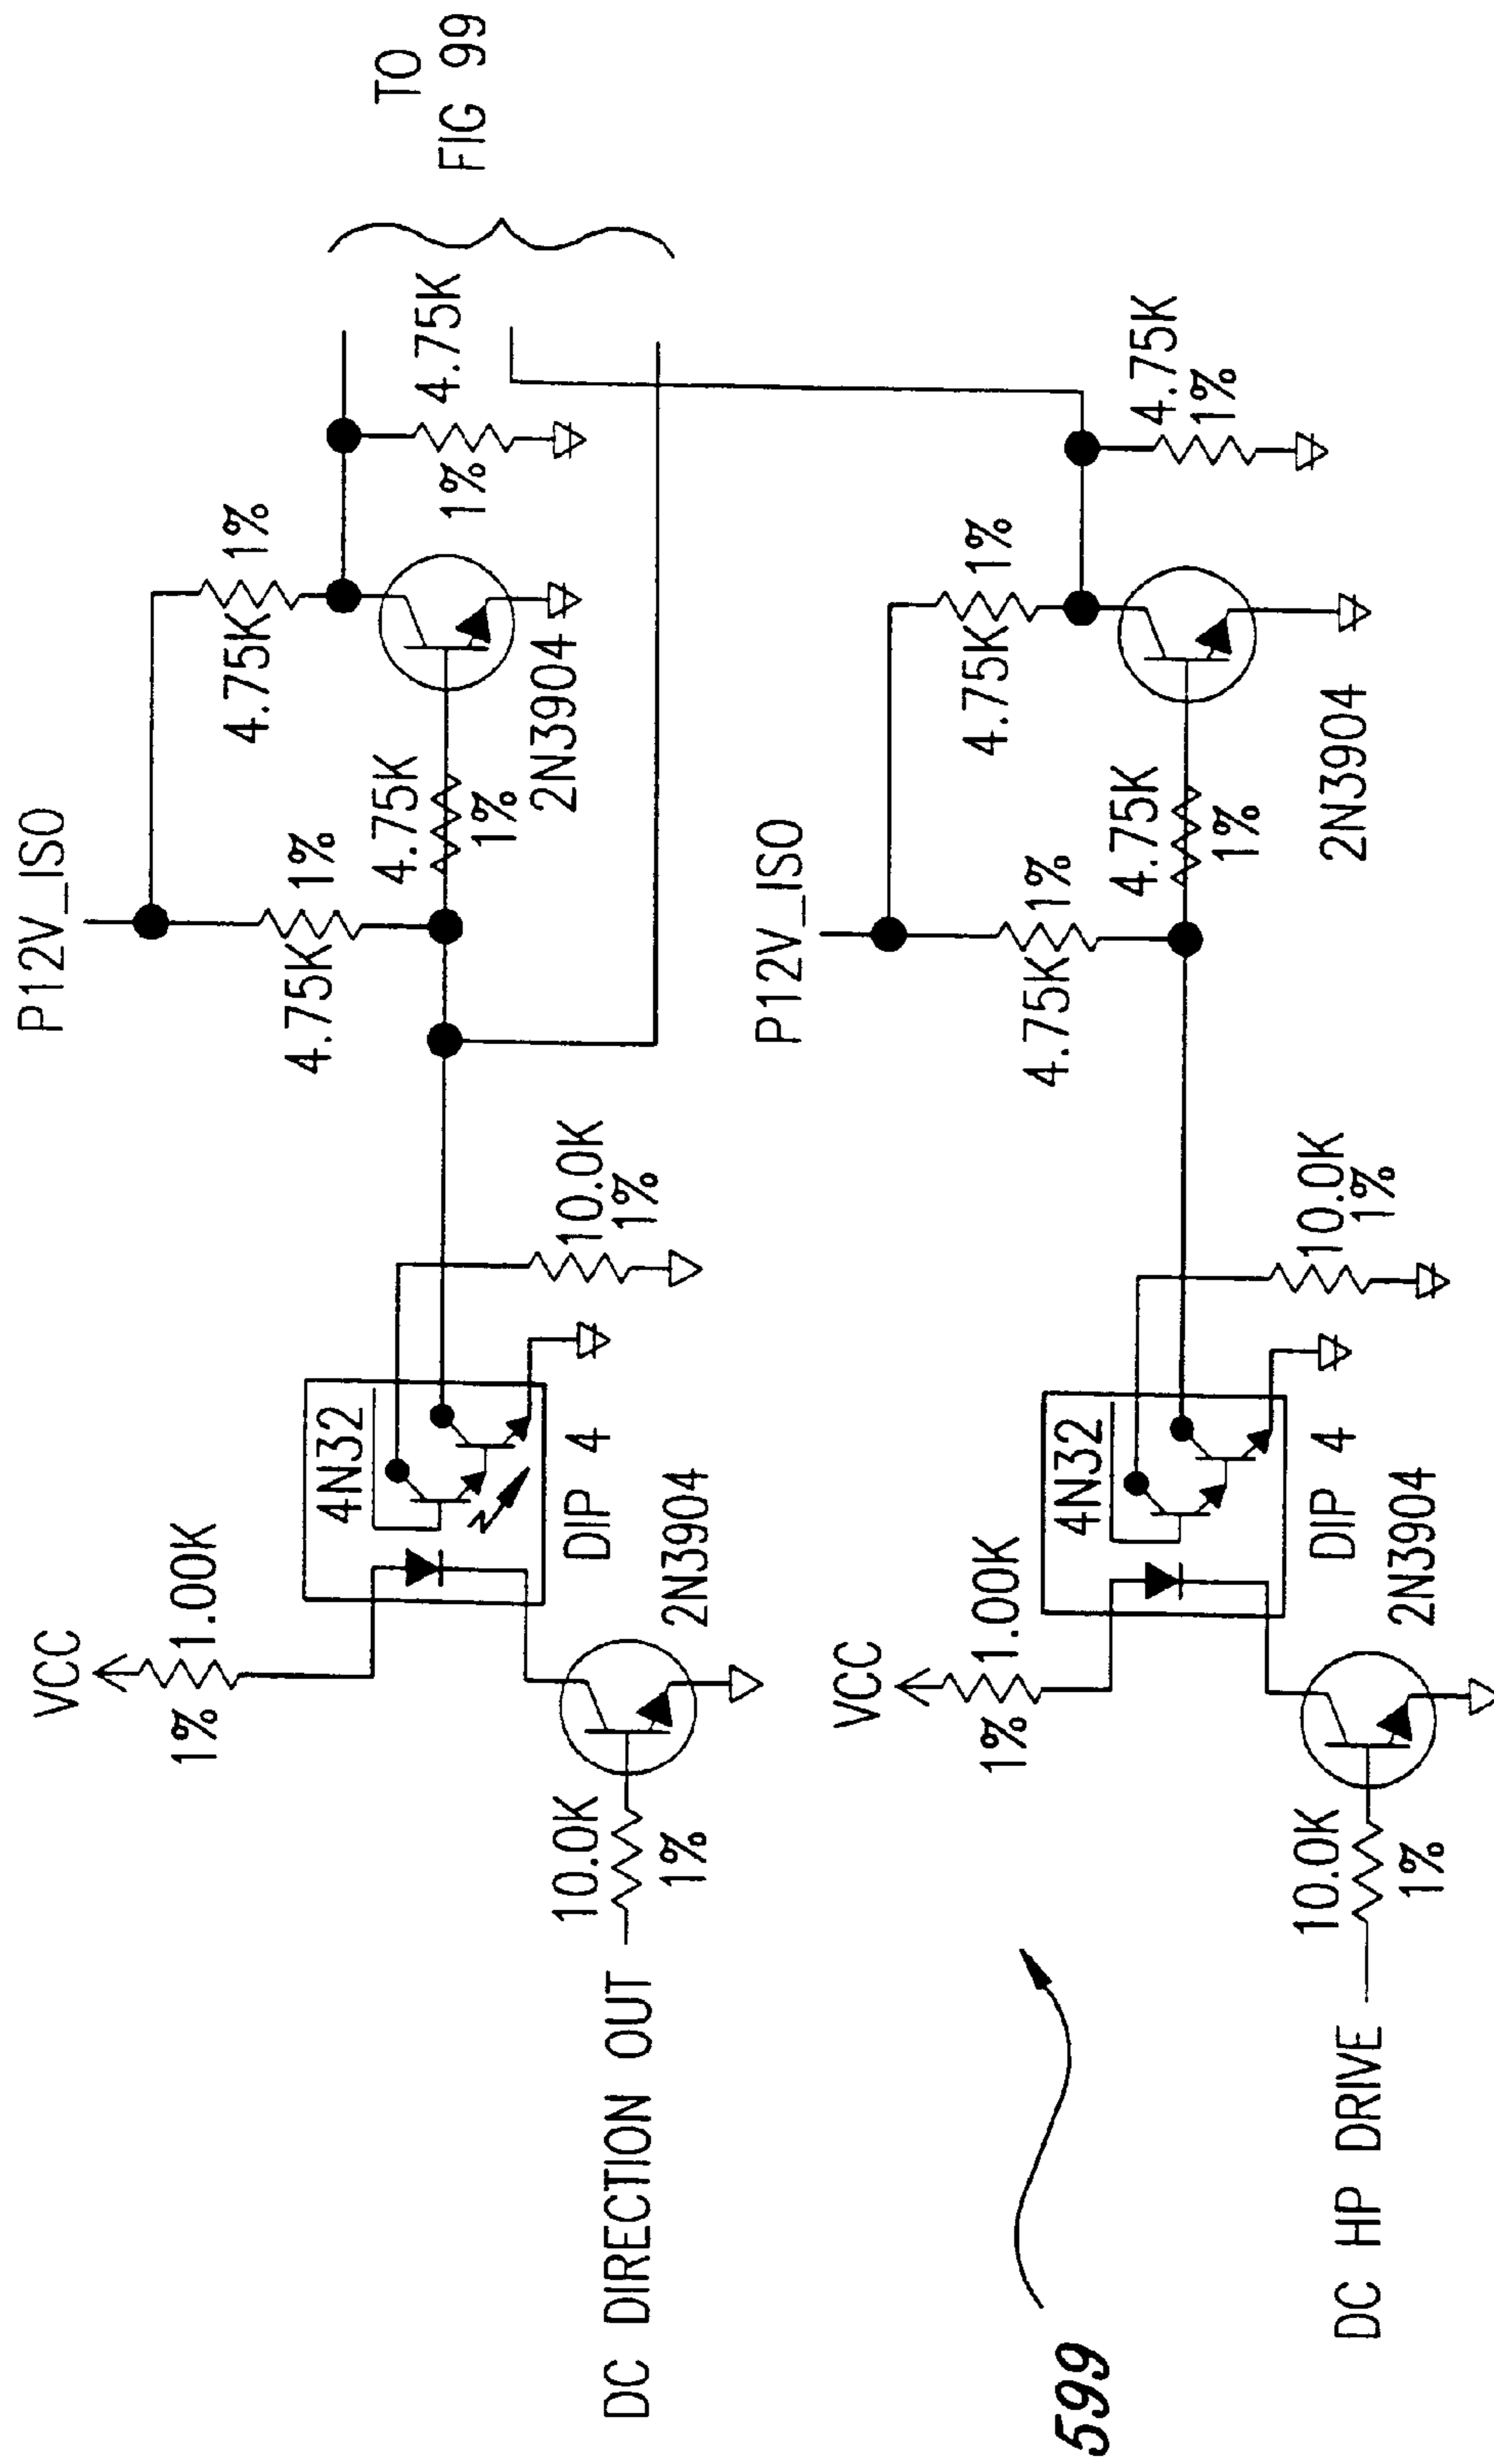 P12V_ISO
TO
FIG 99
VCC
1%
1.00K
4N32
DIP 4
2N3904
10.0K
1%
DC DIRECTION OUT
10.0K
1%
4.75K
1%
4.75K
1%
4.75K
1%
2N3904
4.75K
1%
P12V_ISO
VCC
1%
1.00K
4N32
DIP 4
2N3904
10.0K
1%
DC HP DRIVE
10.0K
1%
4.75K
1%
4.75K
1%
4.75K
1%
2N3904
4.75K
1%
599